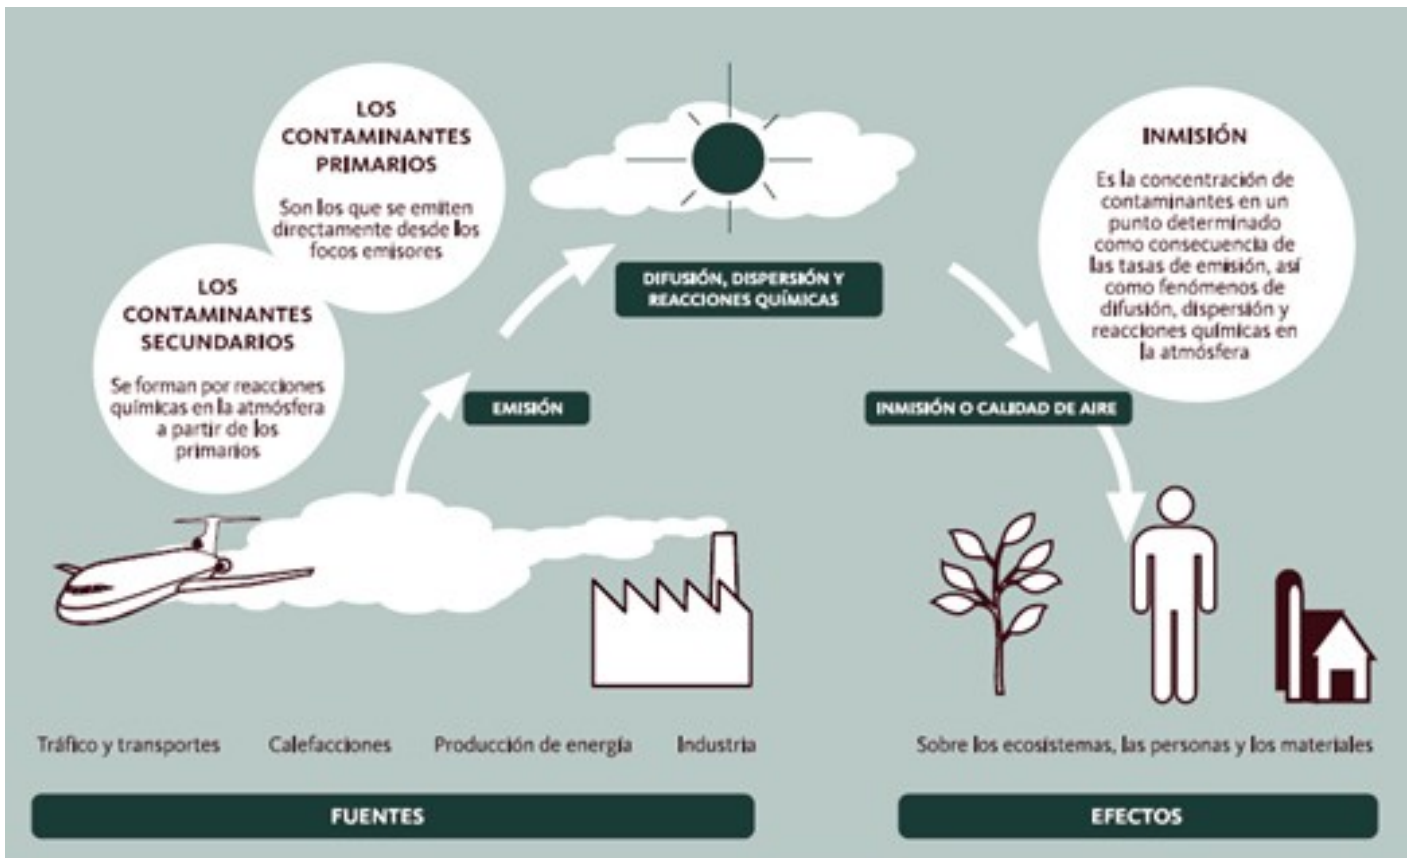 LOS
CONTAMINANTES
PRIMARIOS
Son los que se emiten
directamente desde los
focos emisores
LOS
CONTAMINANTES
SECUNDARIOS
Se forman por reacciones
químicas en la atmósfera
a partir de los
primarios
DIFUSIÓN, DISPERSIÓN Y
REACCIONES QUÍMICAS
INMISIÓN
Es la concentración de
contaminantes en un
punto determinado
como consecuencia de
las tasas de emisión, así
como fenómenos de
difusión, dispersión y
reacciones químicas en
la atmósfera
EMISIÓN
INMISIÓN O CALIDAD DE AIRE
Tráfico y transportes
Calefacciones
Producción de energía
Industria
Sobre los ecosistemas, las personas y los materiales
FUENTES
EFECTOS